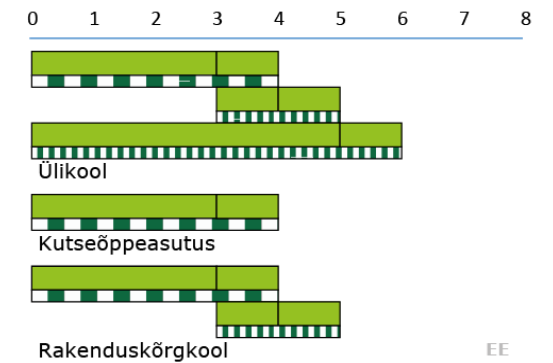 0 1 2 3 4 5 6 7 8
Ülikool
Kutseõppeasutus
Rakenduskõrgkool
EE